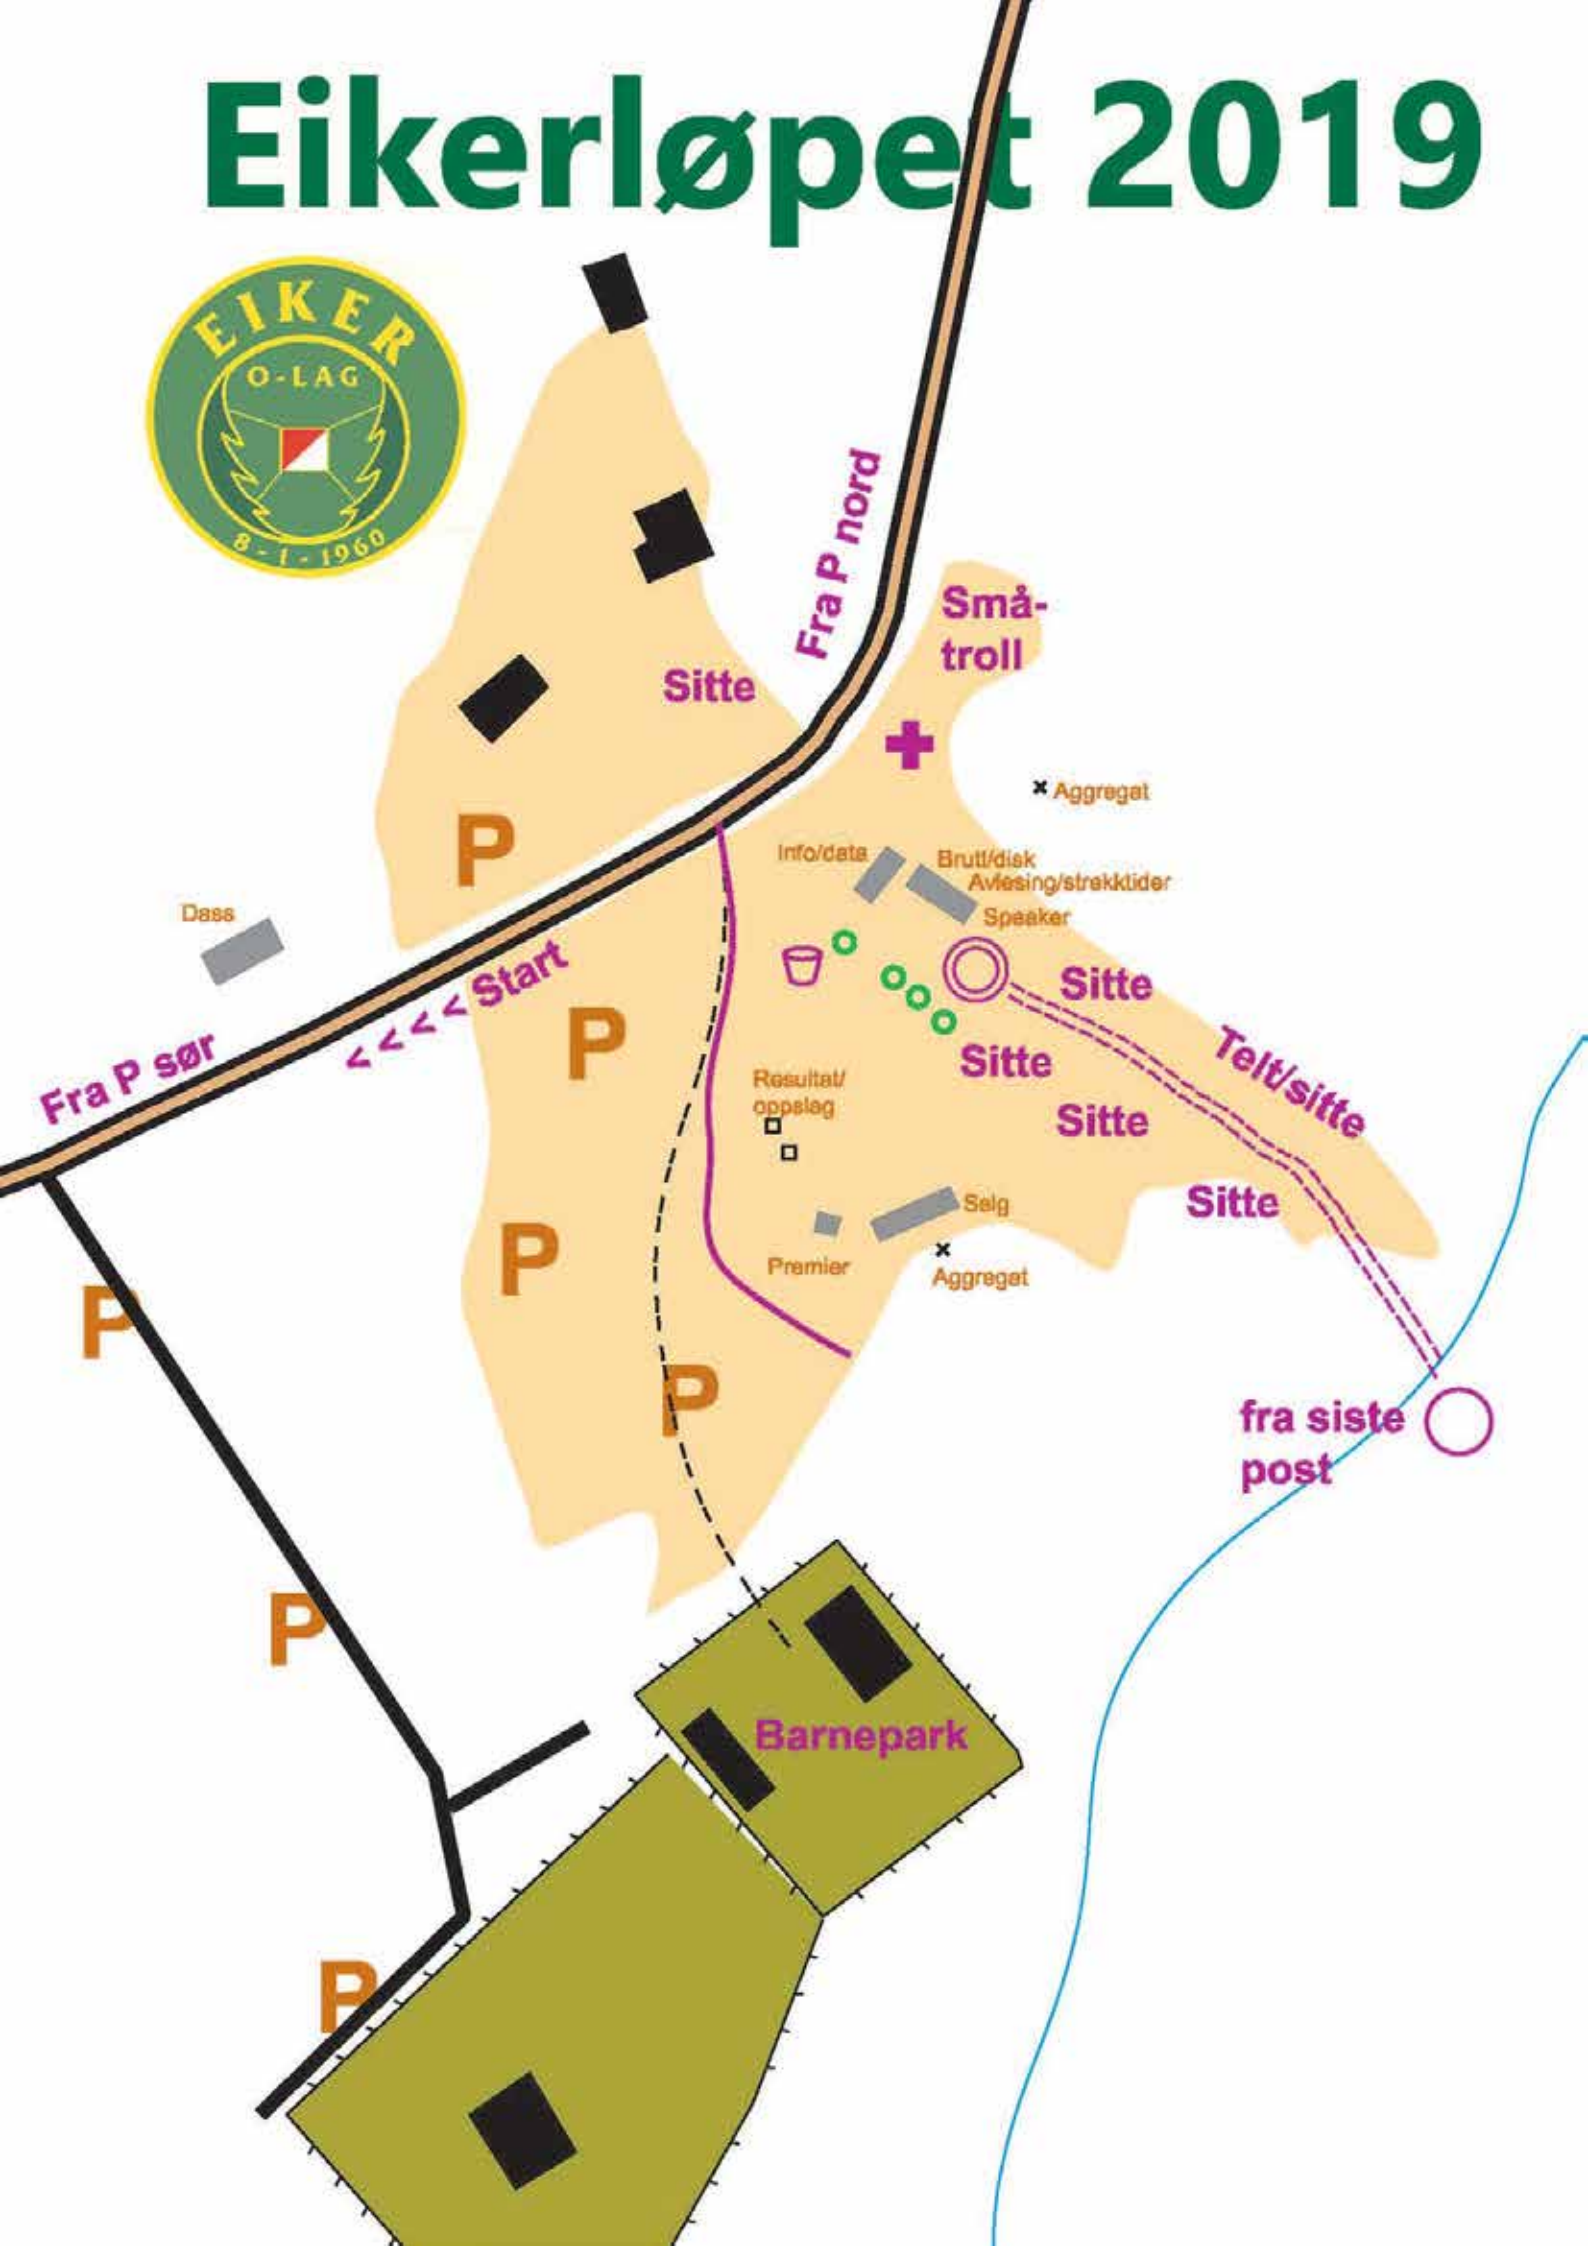 Eikerløpet 2019
EIKER
O-LAG
8-1-1960
Fra P nord
Små-
troll
Sitte
Aggregat
P
Info/data
Brutt/disk
Avlesing/strekktider
Speaker
Dass
<<<< Start
Sitte
P
Fra P sør
Sitte
Telt/sitte
Resultat/
oppslag
Sitte
Sitte
Salg
P
Premier
Aggregat
P
P
fra siste
post
P
Barnepark
P